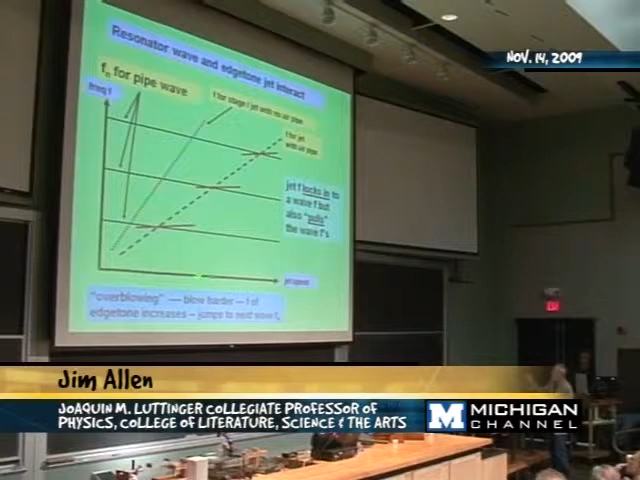 NOV. 14, 2009
Resonator wave and edgetone jet interact
fn for pipe wave
freq f
f for stage I jet with no air pipe
f for jet
with air pipe
jet f locks in to
a wave f but
also "pulls"
the wave f's
jet speed
"overblowing" — blow harder – f of
edgetone increases – jumps to next wave fn
EXIT
Jim Allen
JOAQUIN M. LUTTINGER COLLEGIATE PROFESSOR OF
PHYSICS, COLLEGE OF LITERATURE, SCIENCE & THE ARTS
M MICHIGAN
CHANNEL